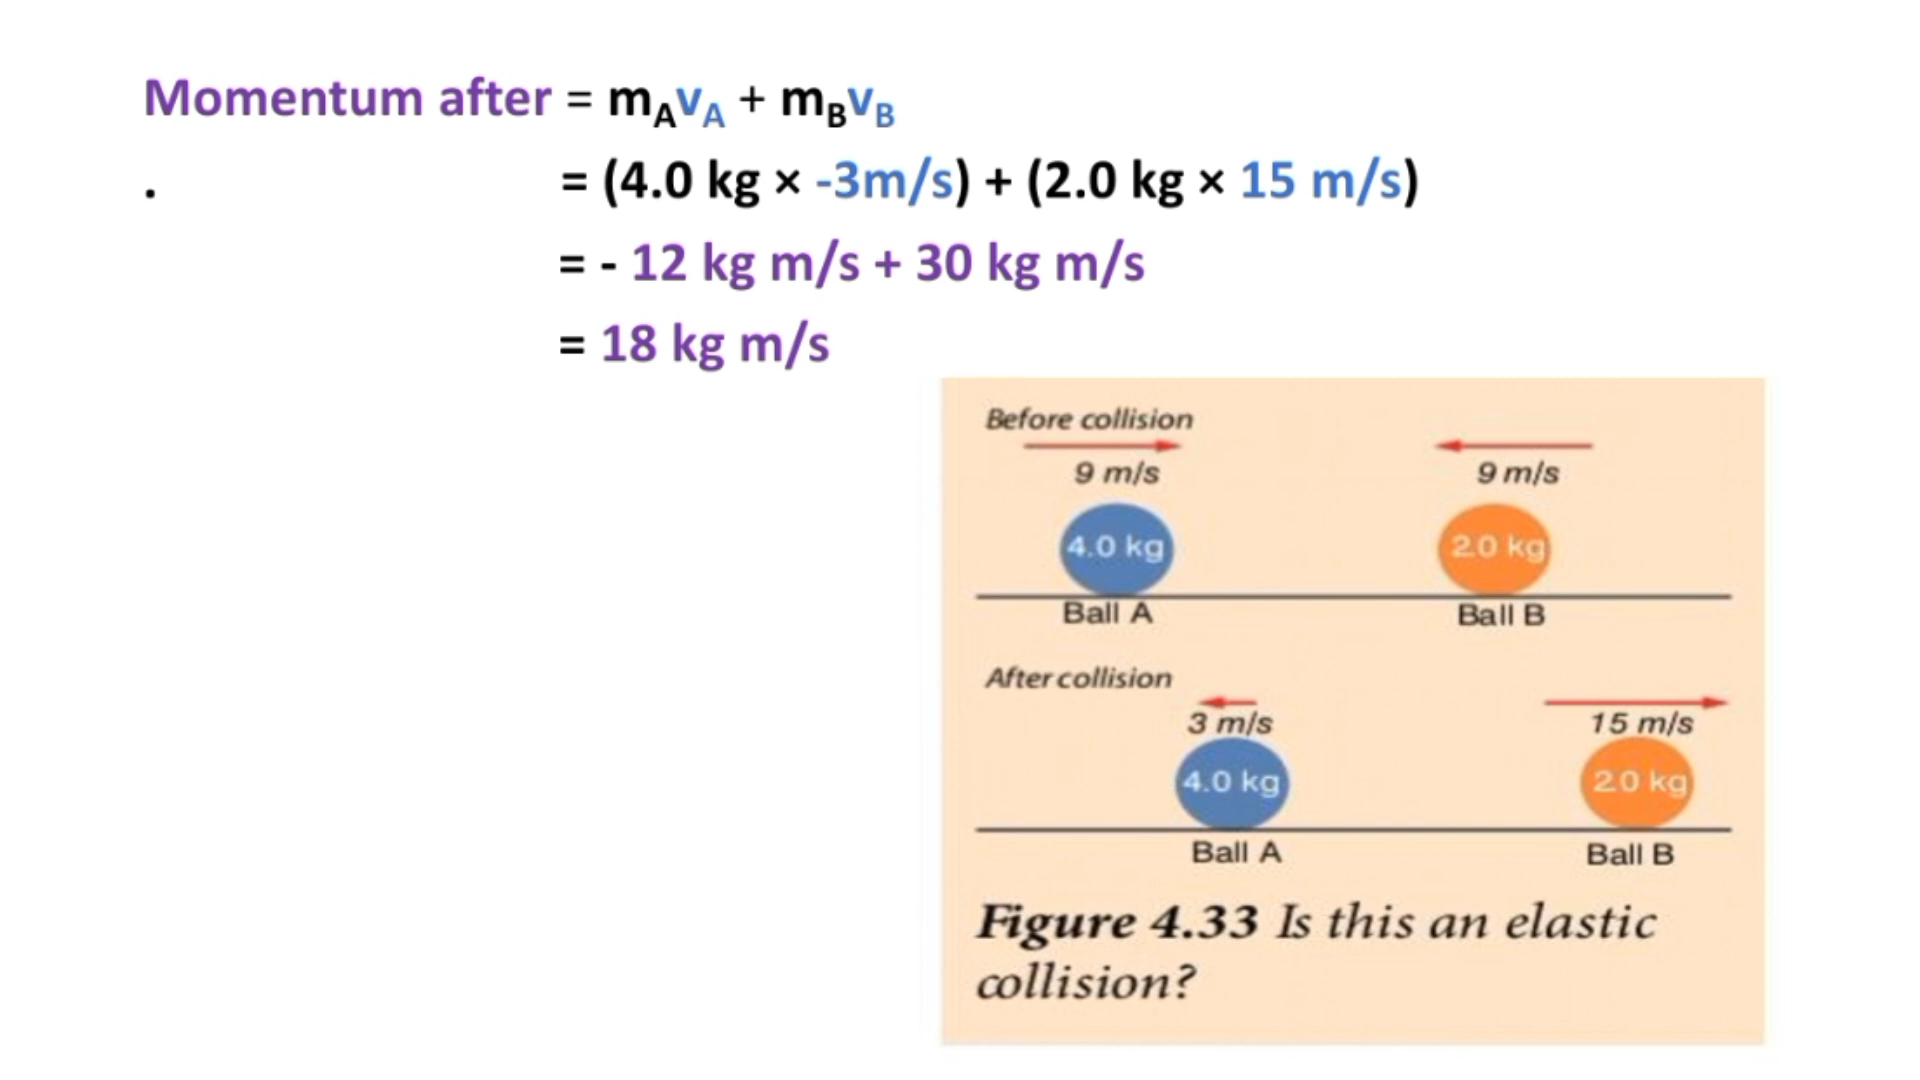 Momentum after = mAvA + mBvB
. = (4.0 kg × -3m/s) + (2.0 kg × 15 m/s)
= - 12 kg m/s + 30 kg m/s
= 18 kg m/s
Before collision
9 m/s 9 m/s
4.0 kg 2.0 kg
Ball A Ball B
After collision
3 m/s 15 m/s
4.0 kg 2.0 kg
Ball A Ball B
Figure 4.33 Is this an elastic
collision?